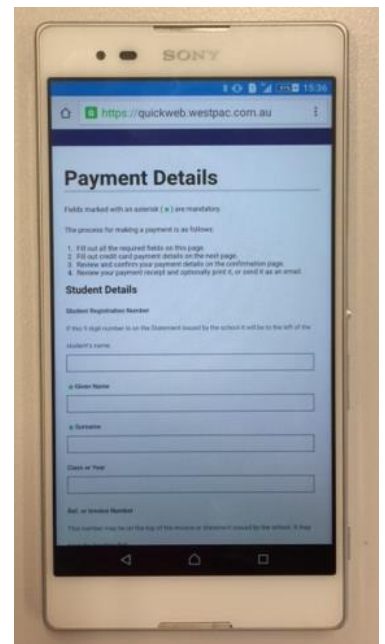 SONY
15:36
https://quickweb.westpac.com.au
Payment Details
Fields marked with an asterisk ( * ) are mandatory.
The process for making a payment is as follows:
1. Fill out all the required fields on this page.
2. Fill out credit card payment details on the next page.
3. Review and confirm your payment details on the confirmation page.
4. Review your payment receipt and optionally print it, or send it as an email.
Student Details
Student Registration Number
If this 5 digit number is on the Statement issued by the school it will be to the left of the
student's name.
* Given Name
* Surname
Class or Year
Ref. or Invoice Number
This number may be on the top of the invoice or statement issued by the school. It may